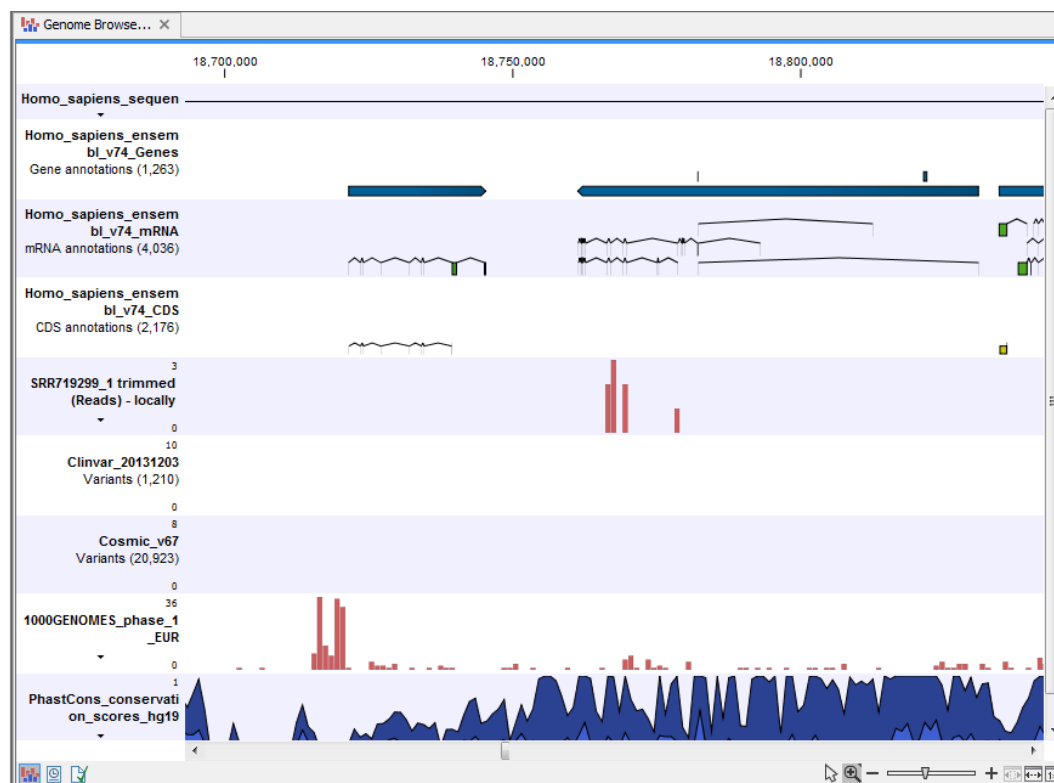 Genome Browse...
18,700,000 18,750,000 18,800,000
Homo_sapiens_sequen
Homo_sapiens_ensem
bl_v74_Genes
Gene annotations (1,263)
Homo_sapiens_ensem
bl_v74_mRNA
mRNA annotations (4,036)
Homo_sapiens_ensem
bl_v74_CDS
CDS annotations (2,176)
3
SRR719299_1 trimmed
(Reads) - locally
0
10
Clinvar_20131203
Variants (1,210)
0
8
Cosmic_v67
Variants (20,923)
0
36
1000GENOMES_phase_1
_EUR
0
1
PhastCons_conservati
on_scores_hg19